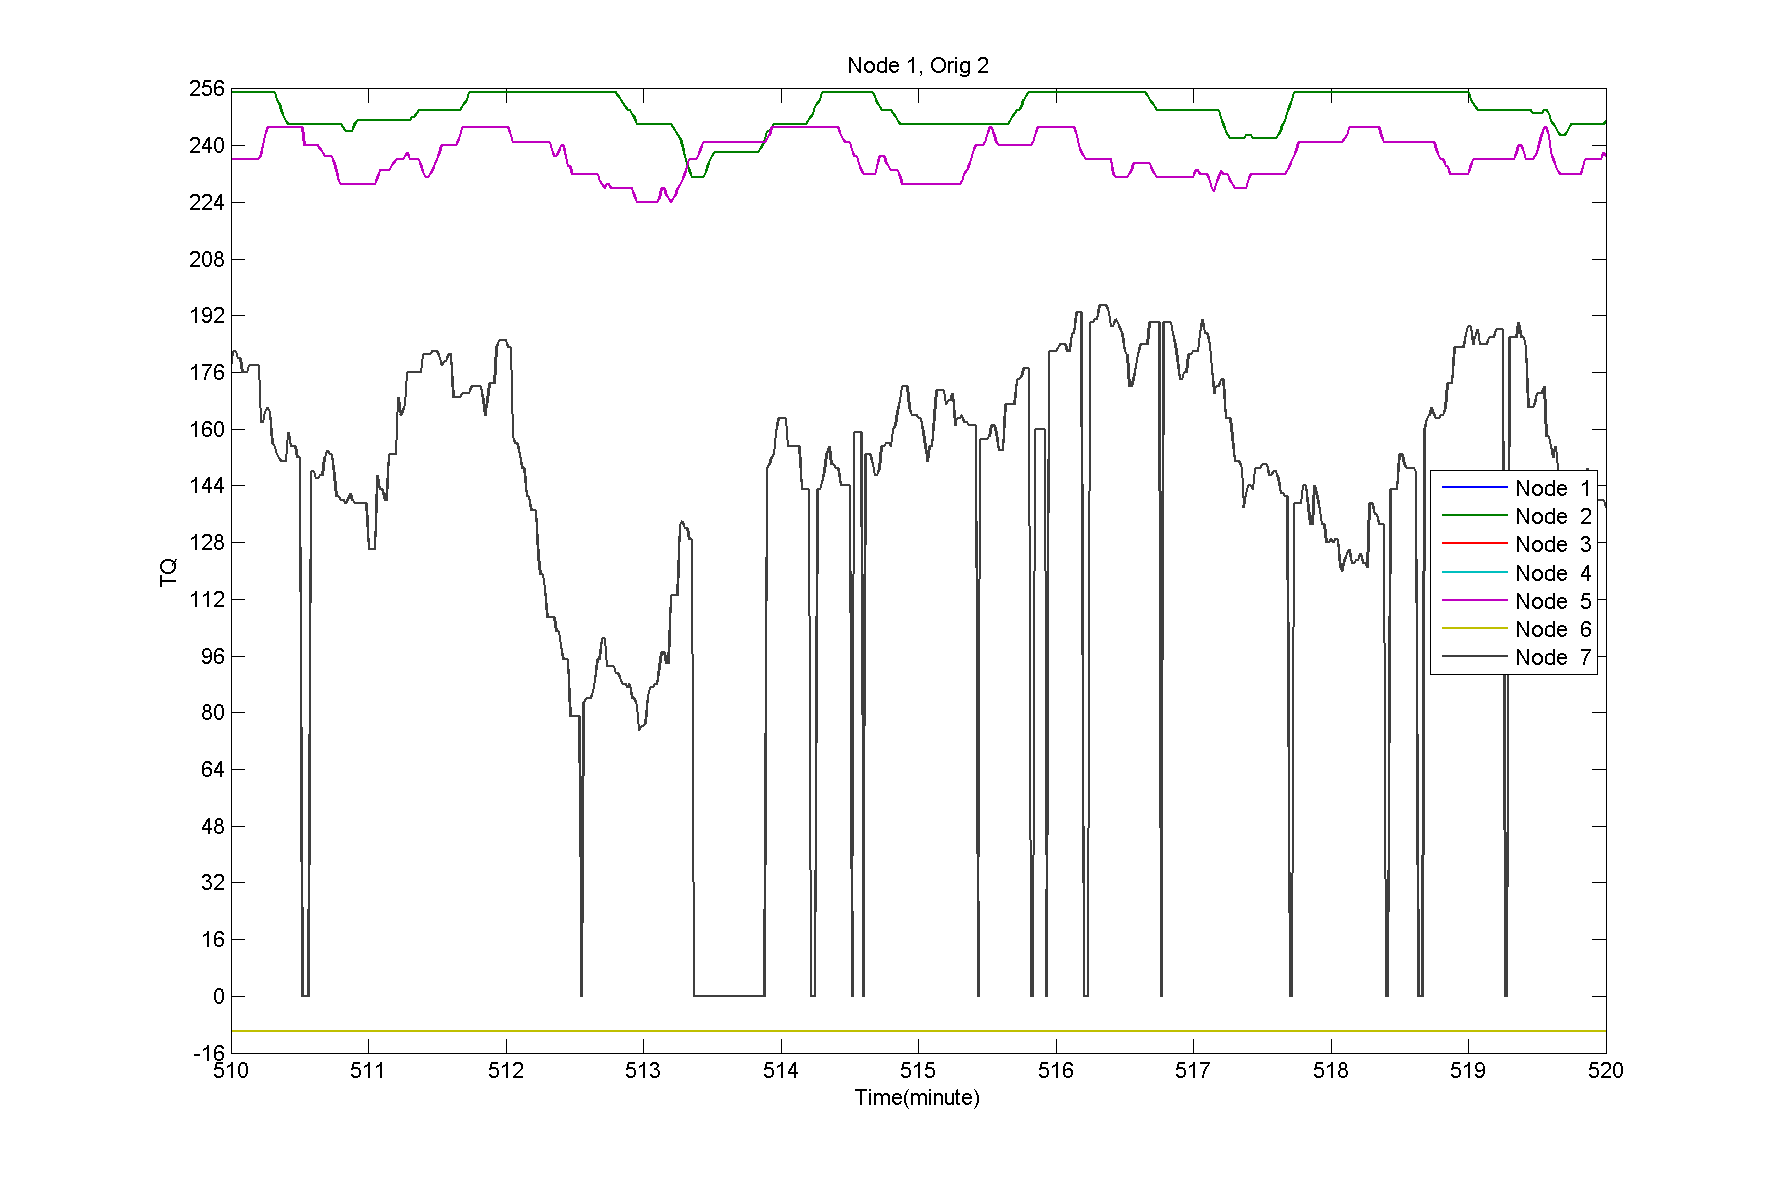 Node 1, Orig 2
256
240
224
208
192
176
160
144
128
112
96
80
64
48
32
16
0
-16
TQ
Node 1
Node 2
Node 3
Node 4
Node 5
Node 6
Node 7
510 511 512 513 514 515 516 517 518 519 520
Time(minute)